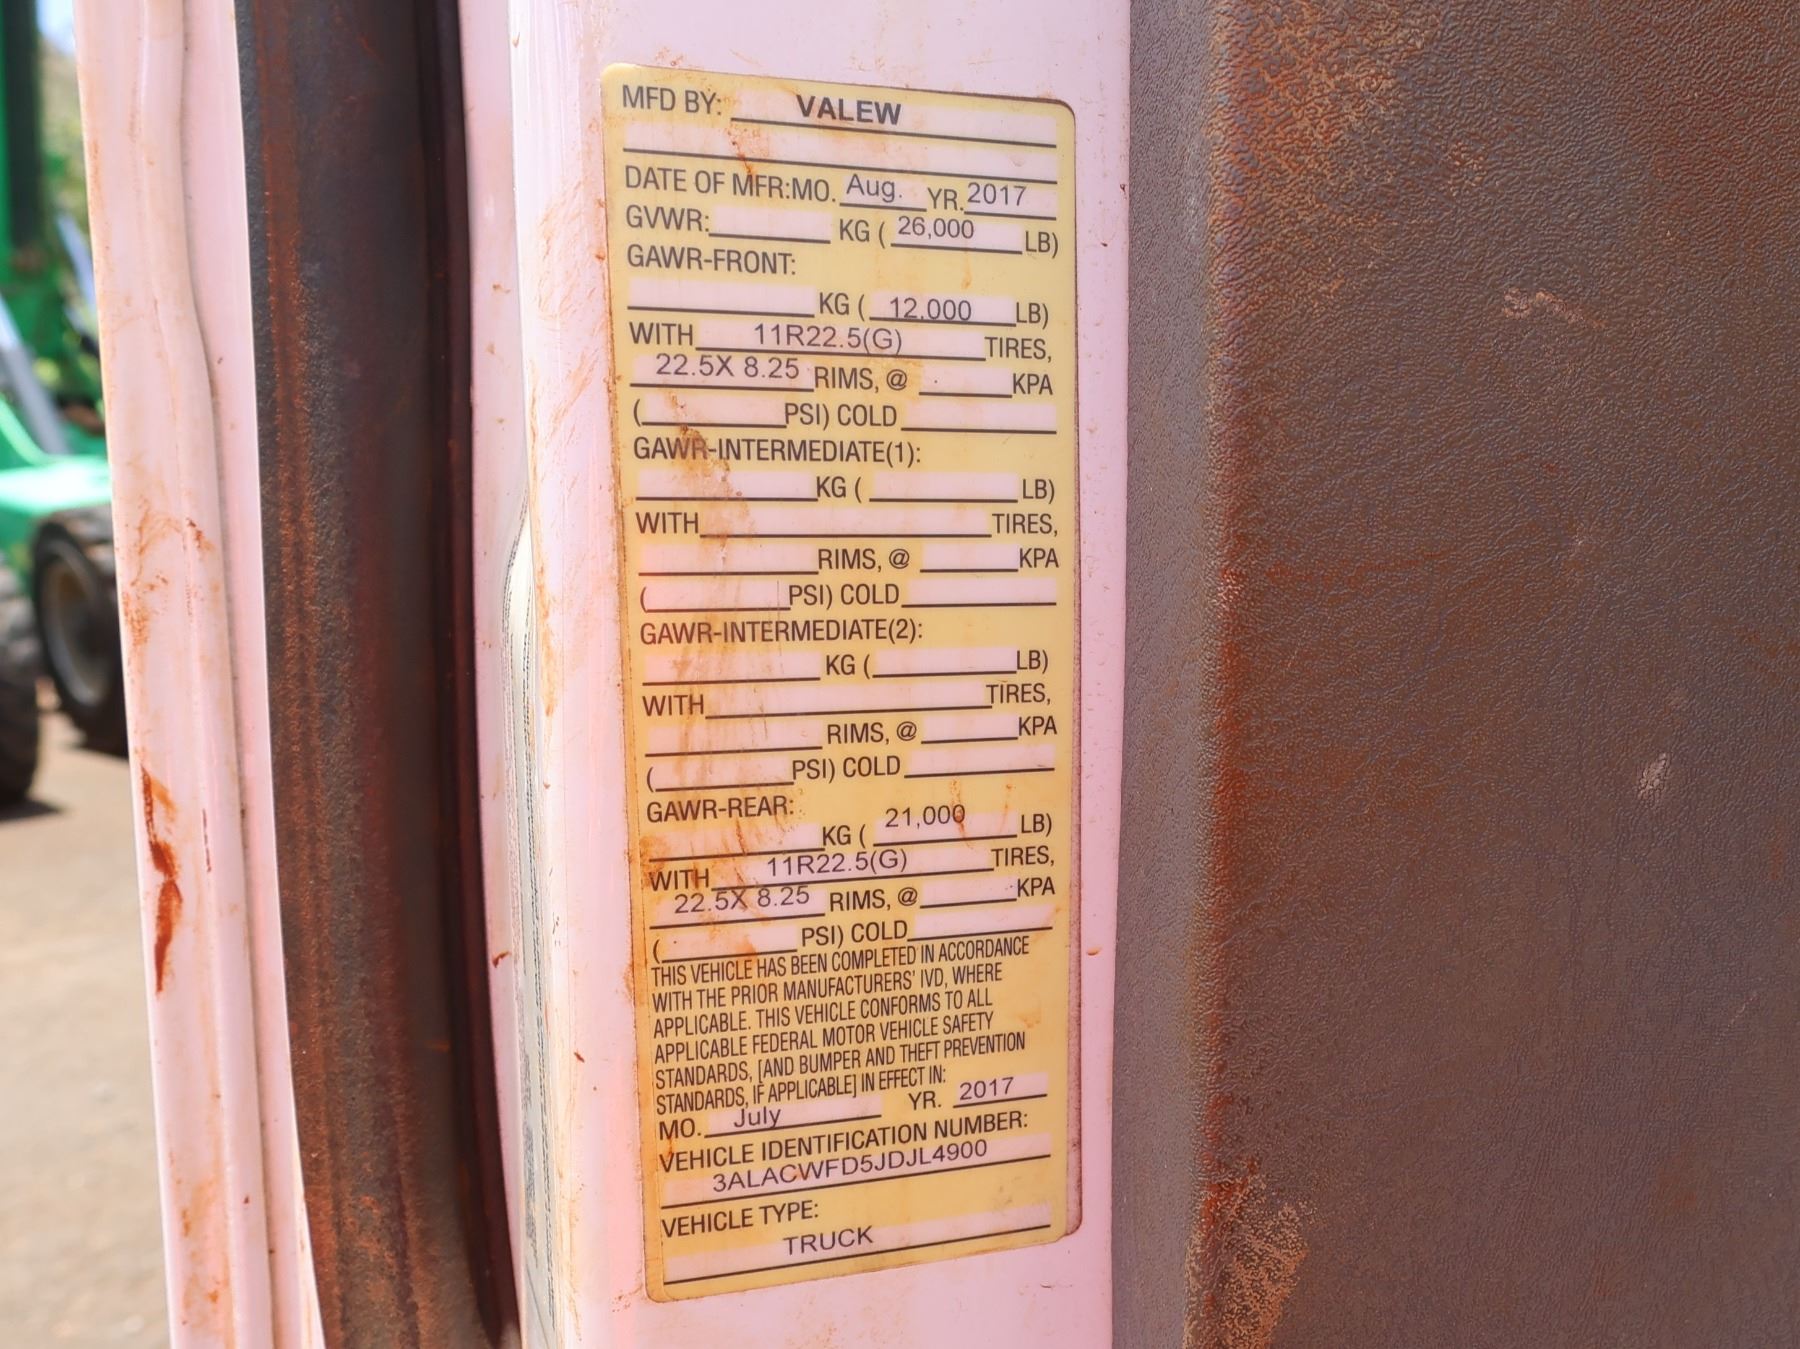 MFD BY: VALEW
DATE OF MFR:MO. Aug. YR. 2017
GVWR: KG ( 26,000 LB)
GAWR-FRONT:
KG ( 12,000 LB)
WITH 11R22.5(G) TIRES,
22.5X 8.25 RIMS, @ KPA
( PSI) COLD
GAWR-INTERMEDIATE(1):
KG ( LB)
WITH TIRES,
RIMS, @ KPA
( PSI) COLD
GAWR-INTERMEDIATE(2):
KG ( LB)
WITH TIRES,
RIMS, @ KPA
( PSI) COLD
GAWR-REAR:
KG ( 21,000 LB)
WITH 11R22.5(G) TIRES,
22.5X 8.25 RIMS, @ KPA
( PSI) COLD
THIS VEHICLE HAS BEEN COMPLETED IN ACCORDANCE
WITH THE PRIOR MANUFACTURERS' IVD, WHERE
APPLICABLE. THIS VEHICLE CONFORMS TO ALL
APPLICABLE FEDERAL MOTOR VEHICLE SAFETY
STANDARDS, [AND BUMPER AND THEFT PREVENTION
STANDARDS, IF APPLICABLE] IN EFFECT IN:
MO. July YR. 2017
VEHICLE IDENTIFICATION NUMBER:
3ALACWFD5JDJL4900
VEHICLE TYPE:
TRUCK